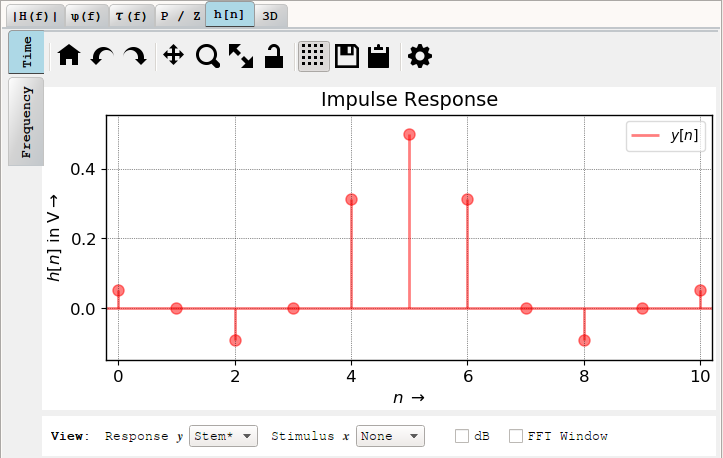 |H(f)| φ(f) τ(f) P / Z h[n] 3D
Time
Frequency
Impulse Response
y[n]
h[n] in V →
0.4
0.2
0.0
0 2 4 6 8 10
n →
View: Response y Stem* Stimulus x None dB FFT Window